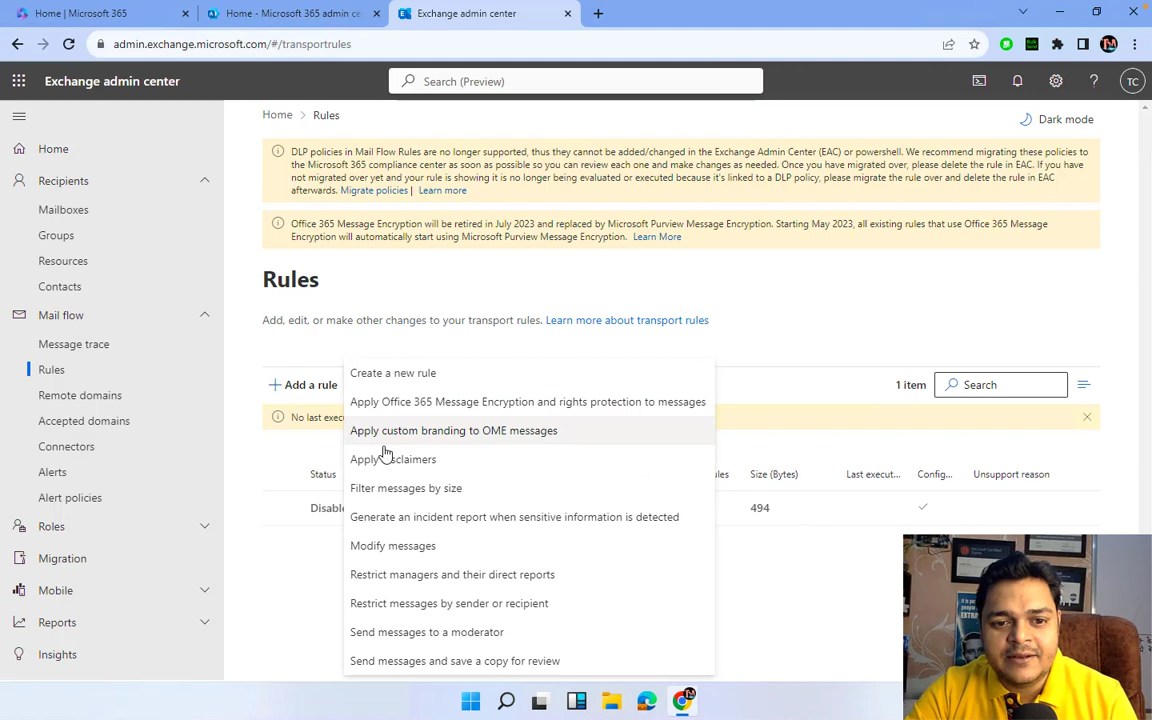 Home | Microsoft 365
Home - Microsoft 365 admin cen
Exchange admin center
admin.exchange.microsoft.com/#/transportrules
Exchange admin center
Search (Preview)
TC
Home > Rules
Dark mode
DLP policies in Mail Flow Rules are no longer supported, thus they cannot be added/changed in the Exchange Admin Center (EAC) or powershell. We recommend migrating these policies to
the Microsoft 365 compliance center as soon as possible so you can review each one and make changes as needed. Once you have migrated over, please delete the rule in EAC. If you have
not migrated over yet and your rule is showing it is no longer being evaluated or executed because it's linked to a DLP policy, please migrate the rule over and delete the rule in EAC
afterwards. Migrate policies | Learn more
Office 365 Message Encryption will be retired in July 2023 and replaced by Microsoft Purview Message Encryption. Starting May 2023, all existing rules that use Office 365 Message
Encryption will automatically start using Microsoft Purview Message Encryption. Learn More
Home
Recipients
Mailboxes
Groups
Resources
Contacts
Mail flow
Message trace
Rules
Remote domains
Accepted domains
Connectors
Alerts
Alert policies
Roles
Migration
Mobile
Reports
Insights
Rules
Add, edit, or make other changes to your transport rules. Learn more about transport rules
+ Add a rule
1 item
Search
No last exec
Status
ules
Size (Bytes)
Last execut...
Config...
Unsupport reason
Disable
494
Create a new rule
Apply Office 365 Message Encryption and rights protection to messages
Apply custom branding to OME messages
Apply disclaimers
Filter messages by size
Generate an incident report when sensitive information is detected
Modify messages
Restrict managers and their direct reports
Restrict messages by sender or recipient
Send messages to a moderator
Send messages and save a copy for review